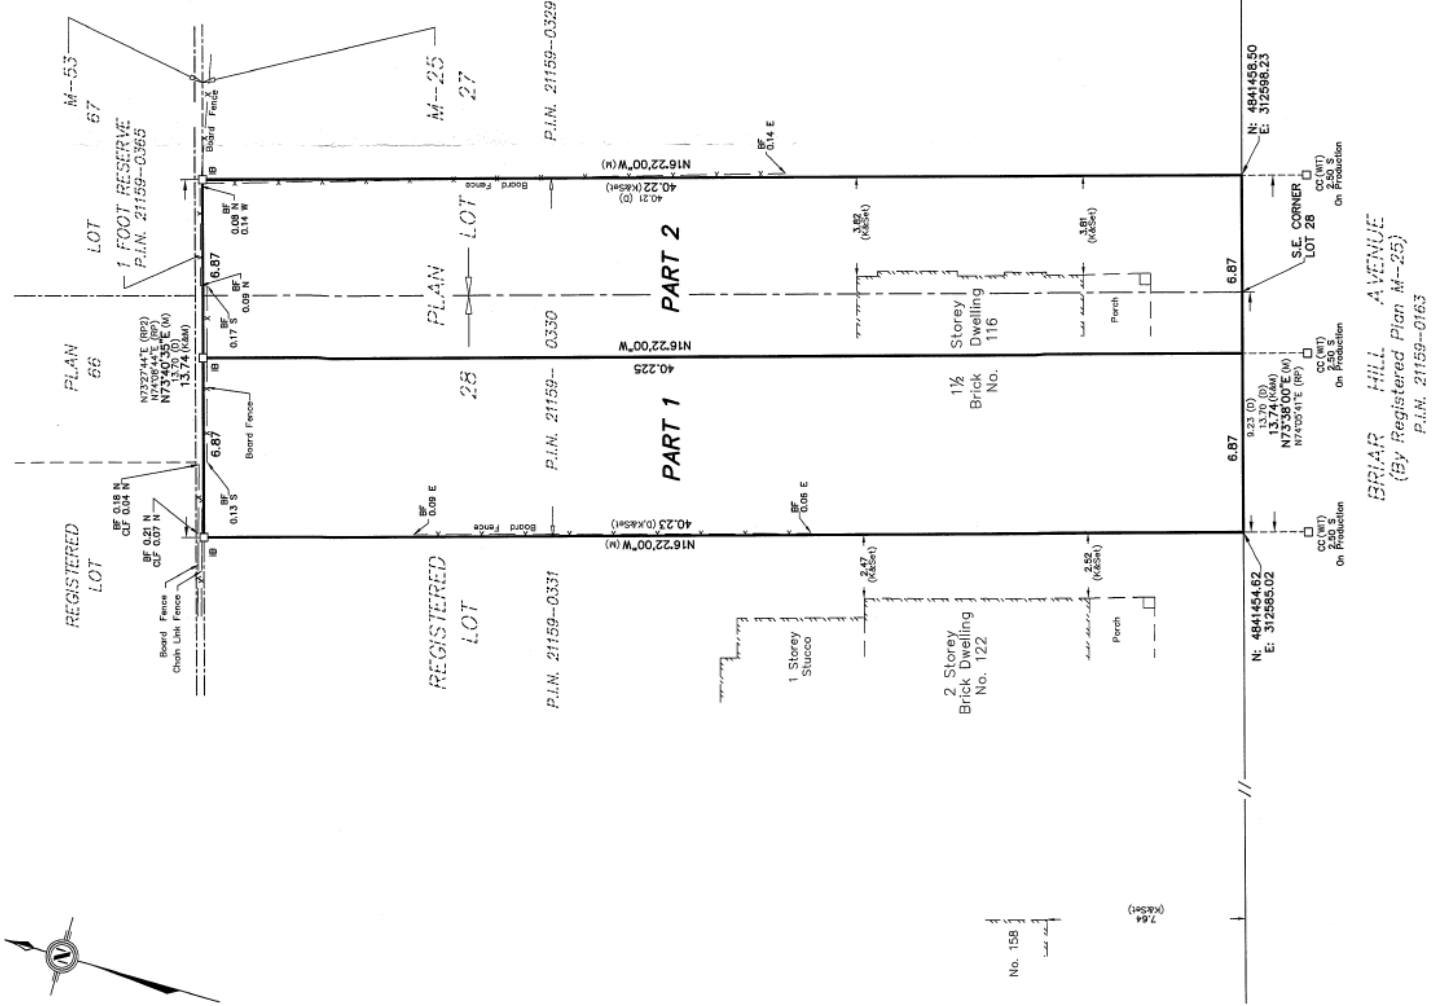 M--53
67
LOT
1 FOOT RESERVE
P.I.N. 21159--0365
M--25
27
P.I.N. 21159--0329
Board Fence
IB
BF
0.08 N
0.14 W
6.87
BF
0.09 N
BF
0.17 S
PLAN
66
N73°27'44"E (RP2)
N74°08'44"E (RP)
N73°40'35"E (M)
13.70 (D)
13.74 (K&M)
IB
6.87
Board Fence
BF
0.13 S
REGISTERED
LOT
BF 0.18 N
CLF 0.04 N
BF 0.21 N
CLF 0.07 N
IB
Board Fence
Chain Link Fence
LOT
PLAN
28
REGISTERED
LOT
N16°22'00"W (M)
40.22 (K&Set)
40.21 (D)
Board Fence
BF
0.14 E
PART 2
N16°22'00"W
40.225
PART 1
P.I.N. 21159--
0330
BF
0.09 E
Board Fence
40.23 (D,K&Set)
N16°22'00"W (M)
BF
0.06 E
P.I.N. 21159--0331
3.82
(K&Set)
3.81
(K&Set)
1½ Storey
Brick Dwelling
No. 116
Porch
2.47
(K&Set)
2.52
(K&Set)
1 Storey
Stucco
2 Storey
Brick Dwelling
No. 122
Porch
N: 4841458.50
E: 312598.23
CC (WIT)
2.50 S
On Production
S.E. CORNER
LOT 28
6.87
CC (WIT)
2.50 S
On Production
6.87
9.23 (D)
13.70 (D)
13.74 (K&M)
N73°38'00"E (M)
N74°05'41"E (RP)
CC (WIT)
2.50 S
On Production
N: 4841454.62
E: 312585.02
BRIAR HILL AVENUE
(By Registered Plan M--25)
P.I.N. 21159--0163
No. 158
7.64
(K&Set)
N